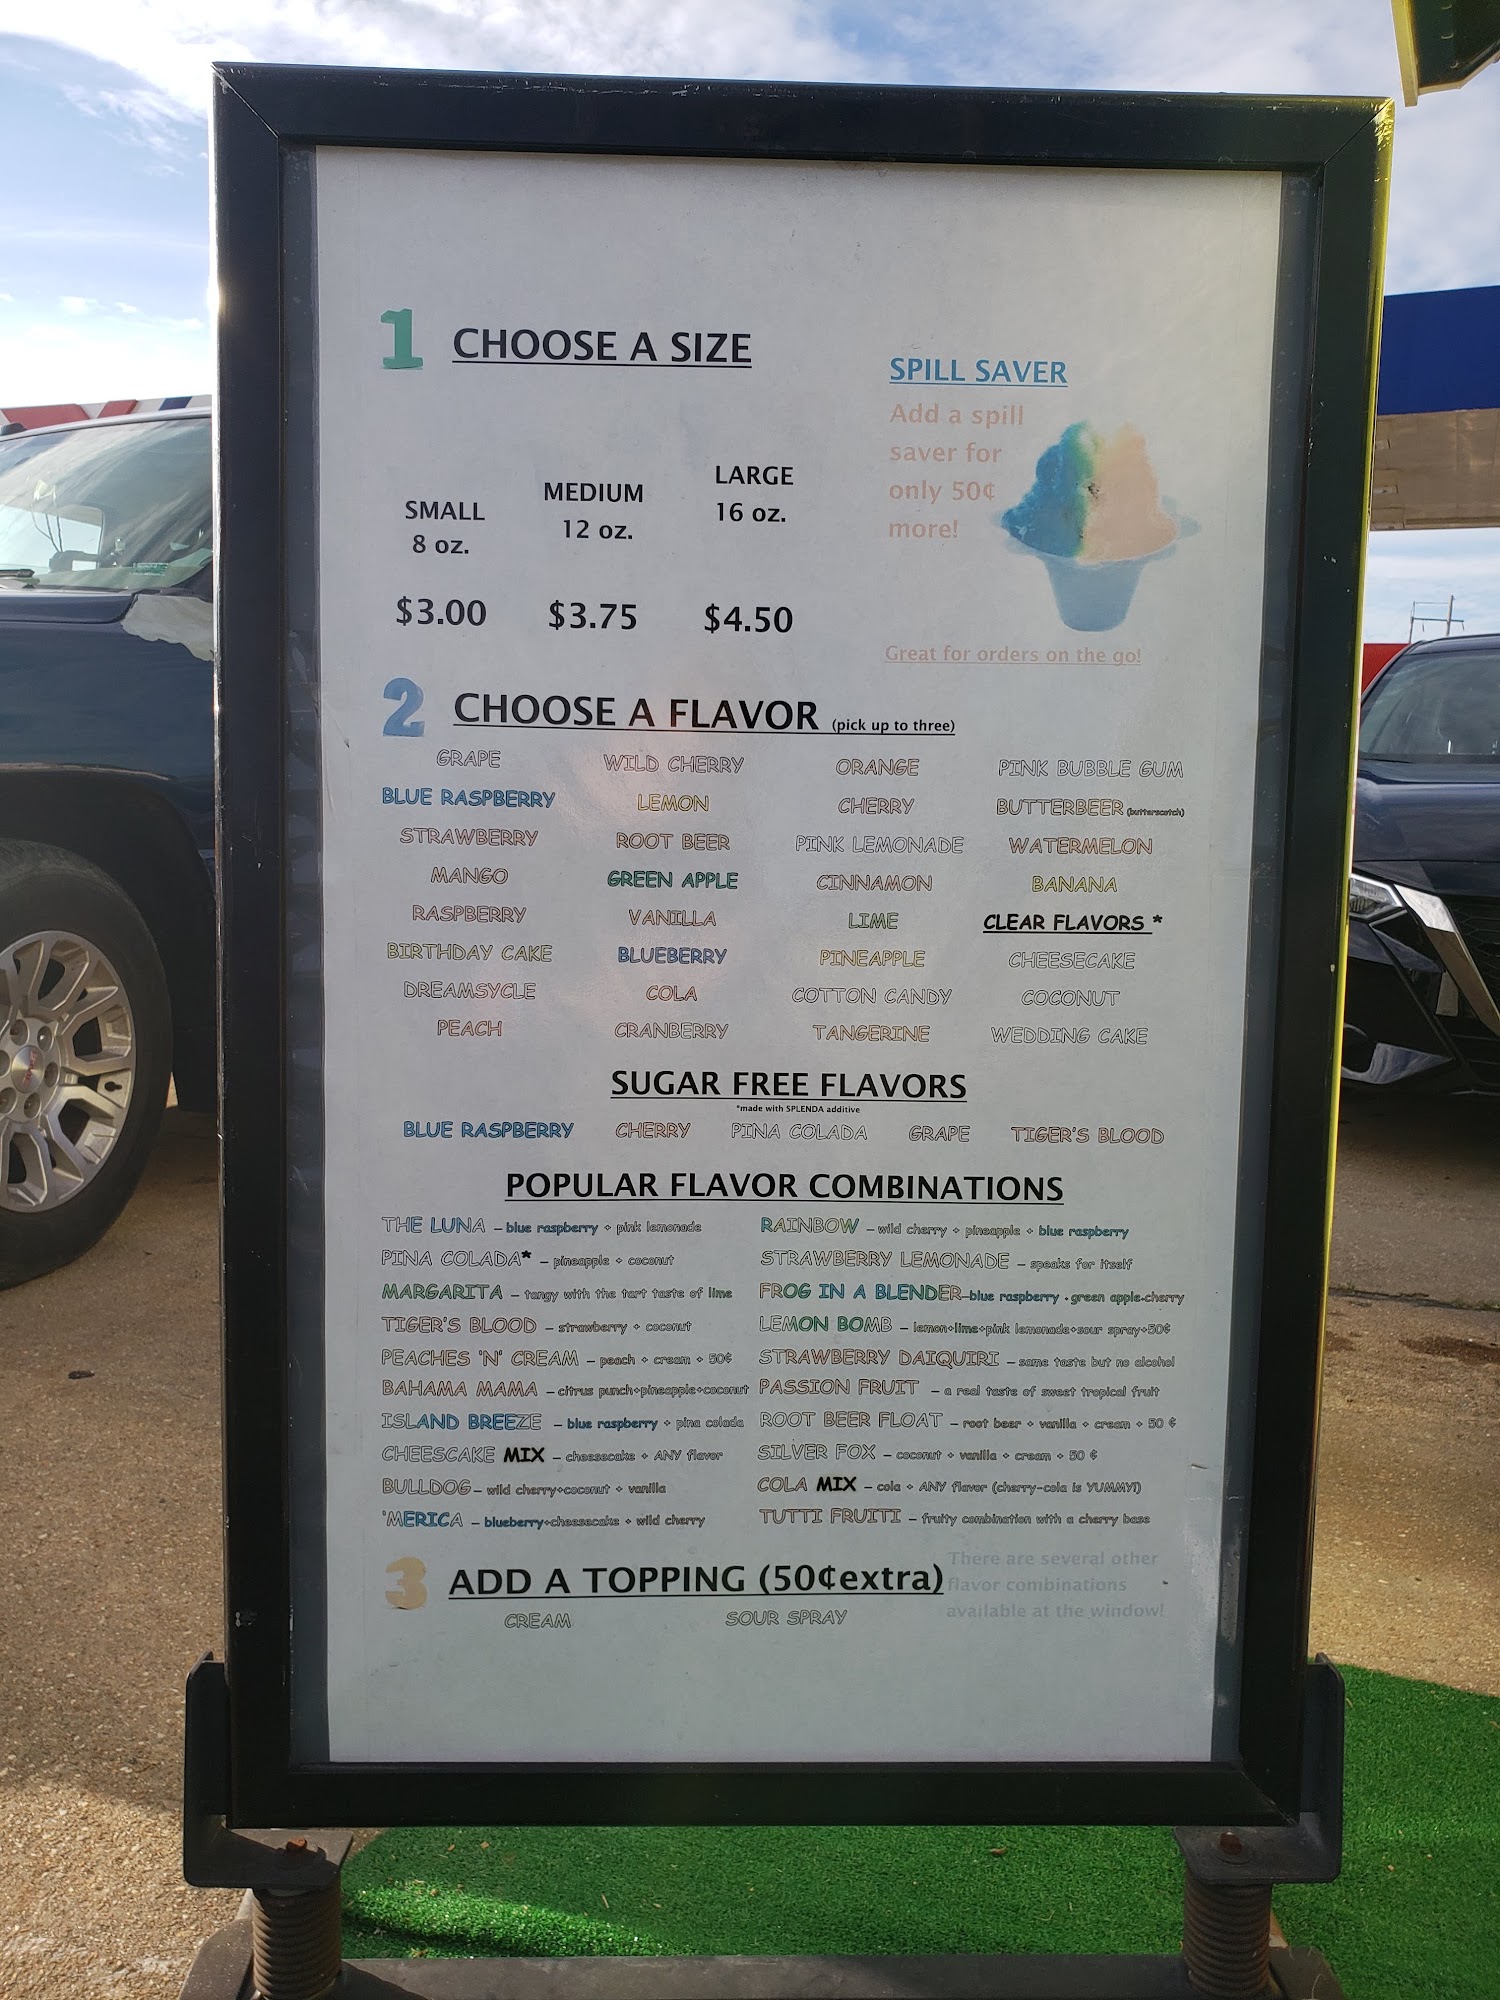 1 CHOOSE A SIZE
SMALL
8 oz.
$3.00
MEDIUM
12 oz.
$3.75
LARGE
16 oz.
$4.50
SPILL SAVER
Add a spill
saver for
only 50¢
more!
Great for orders on the go!
2 CHOOSE A FLAVOR (pick up to three)
GRAPE WILD CHERRY ORANGE PINK BUBBLE GUM
BLUE RASPBERRY LEMON CHERRY BUTTERBEER (butterscotch)
STRAWBERRY ROOT BEER PINK LEMONADE WATERMELON
MANGO GREEN APPLE CINNAMON BANANA
RASPBERRY VANILLA LIME CLEAR FLAVORS *
BIRTHDAY CAKE BLUEBERRY PINEAPPLE CHEESECAKE
DREAMSYCLE COLA COTTON CANDY COCONUT
PEACH CRANBERRY TANGERINE WEDDING CAKE
SUGAR FREE FLAVORS
*made with SPLENDA additive
BLUE RASPBERRY CHERRY PINA COLADA GRAPE TIGER'S BLOOD
POPULAR FLAVOR COMBINATIONS
THE LUNA – blue raspberry + pink lemonade
PINA COLADA* – pineapple + coconut
MARGARITA – tangy with the tart taste of lime
TIGER'S BLOOD – strawberry + coconut
PEACHES 'N' CREAM – peach + cream + 50¢
BAHAMA MAMA – citrus punch+pineapple+coconut
ISLAND BREEZE – blue raspberry + pina colada
CHEESCAKE MIX – cheesecake + ANY flavor
BULLDOG – wild cherry+coconut + vanilla
'MERICA – blueberry+cheesecake + wild cherry
RAINBOW – wild cherry + pineapple + blue raspberry
STRAWBERRY LEMONADE – speaks for itself
FROG IN A BLENDER–blue raspberry + green apple+cherry
LEMON BOMB – lemon+lime+pink lemonade+sour spray+50¢
STRAWBERRY DAIQUIRI – same taste but no alcohol
PASSION FRUIT – a real taste of sweet tropical fruit
ROOT BEER FLOAT – root beer + vanilla + cream + 50 ¢
SILVER FOX – coconut + vanilla + cream + 50 ¢
COLA MIX – cola + ANY flavor (cherry-cola is YUMMY!)
TUTTI FRUITI – fruity combination with a cherry base
3 ADD A TOPPING (50¢extra)
CREAM SOUR SPRAY
There are several other
flavor combinations
available at the window!